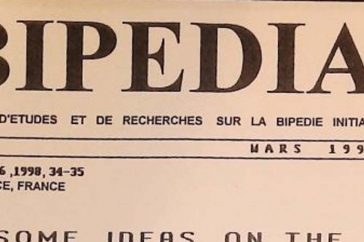 BIPEDIA
D'ETUDES ET DE RECHERCHES SUR LA BIPEDIE INITIA
MARS 199
6 ,1998, 34-35
CE, FRANCE
SOME IDEAS ON THE